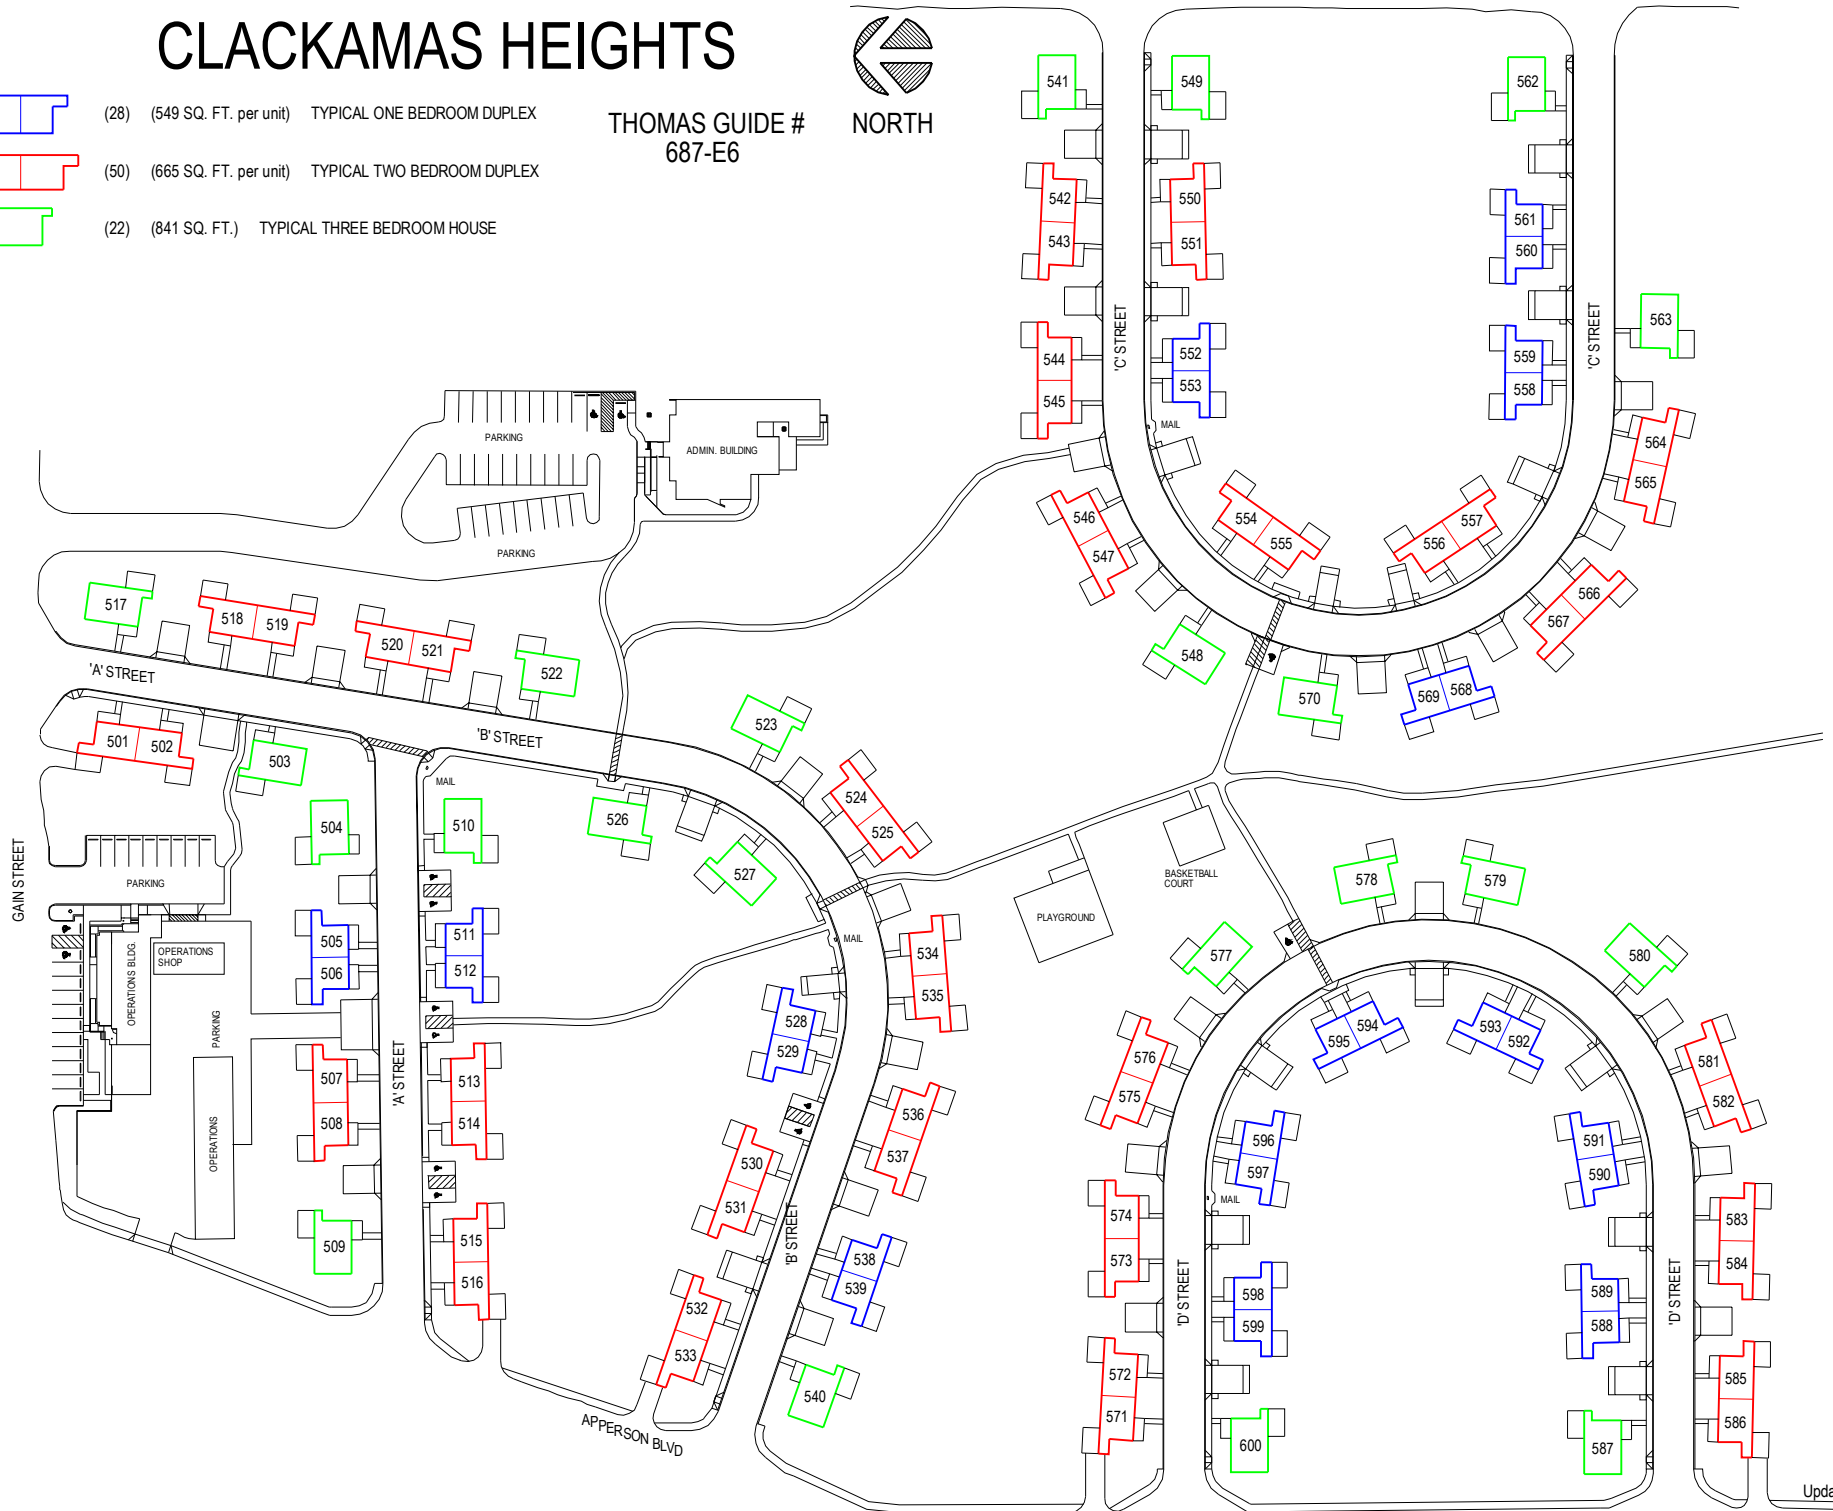 CLACKAMAS HEIGHTS
(28) (549 SQ. FT. per unit) TYPICAL ONE BEDROOM DUPLEX
(50) (665 SQ. FT. per unit) TYPICAL TWO BEDROOM DUPLEX
(22) (841 SQ. FT.) TYPICAL THREE BEDROOM HOUSE
THOMAS GUIDE #
687-E6
NORTH
541
549
562
542
543
550
551
561
560
563
544
545
552
553
559
558
'C' STREET
'C' STREET
MAIL
564
565
546
547
554
555
556
557
566
567
548
570
569
568
PARKING
ADMIN. BUILDING
PARKING
517
518
519
520
521
522
'A' STREET
'B' STREET
501
502
503
523
524
525
526
527
MAIL
504
510
GAIN STREET
PARKING
OPERATIONS BLDG.
OPERATIONS
SHOP
PARKING
OPERATIONS
505
506
511
512
507
508
513
514
'A' STREET
509
515
516
MAIL
528
529
534
535
530
531
536
537
'B' STREET
532
533
538
539
540
APPERSON BLVD
PLAYGROUND
BASKETBALL
COURT
578
579
577
580
576
575
595
594
593
592
581
582
596
597
591
590
MAIL
574
573
598
599
589
588
583
584
'D' STREET
'D' STREET
572
571
600
587
585
586
Upda